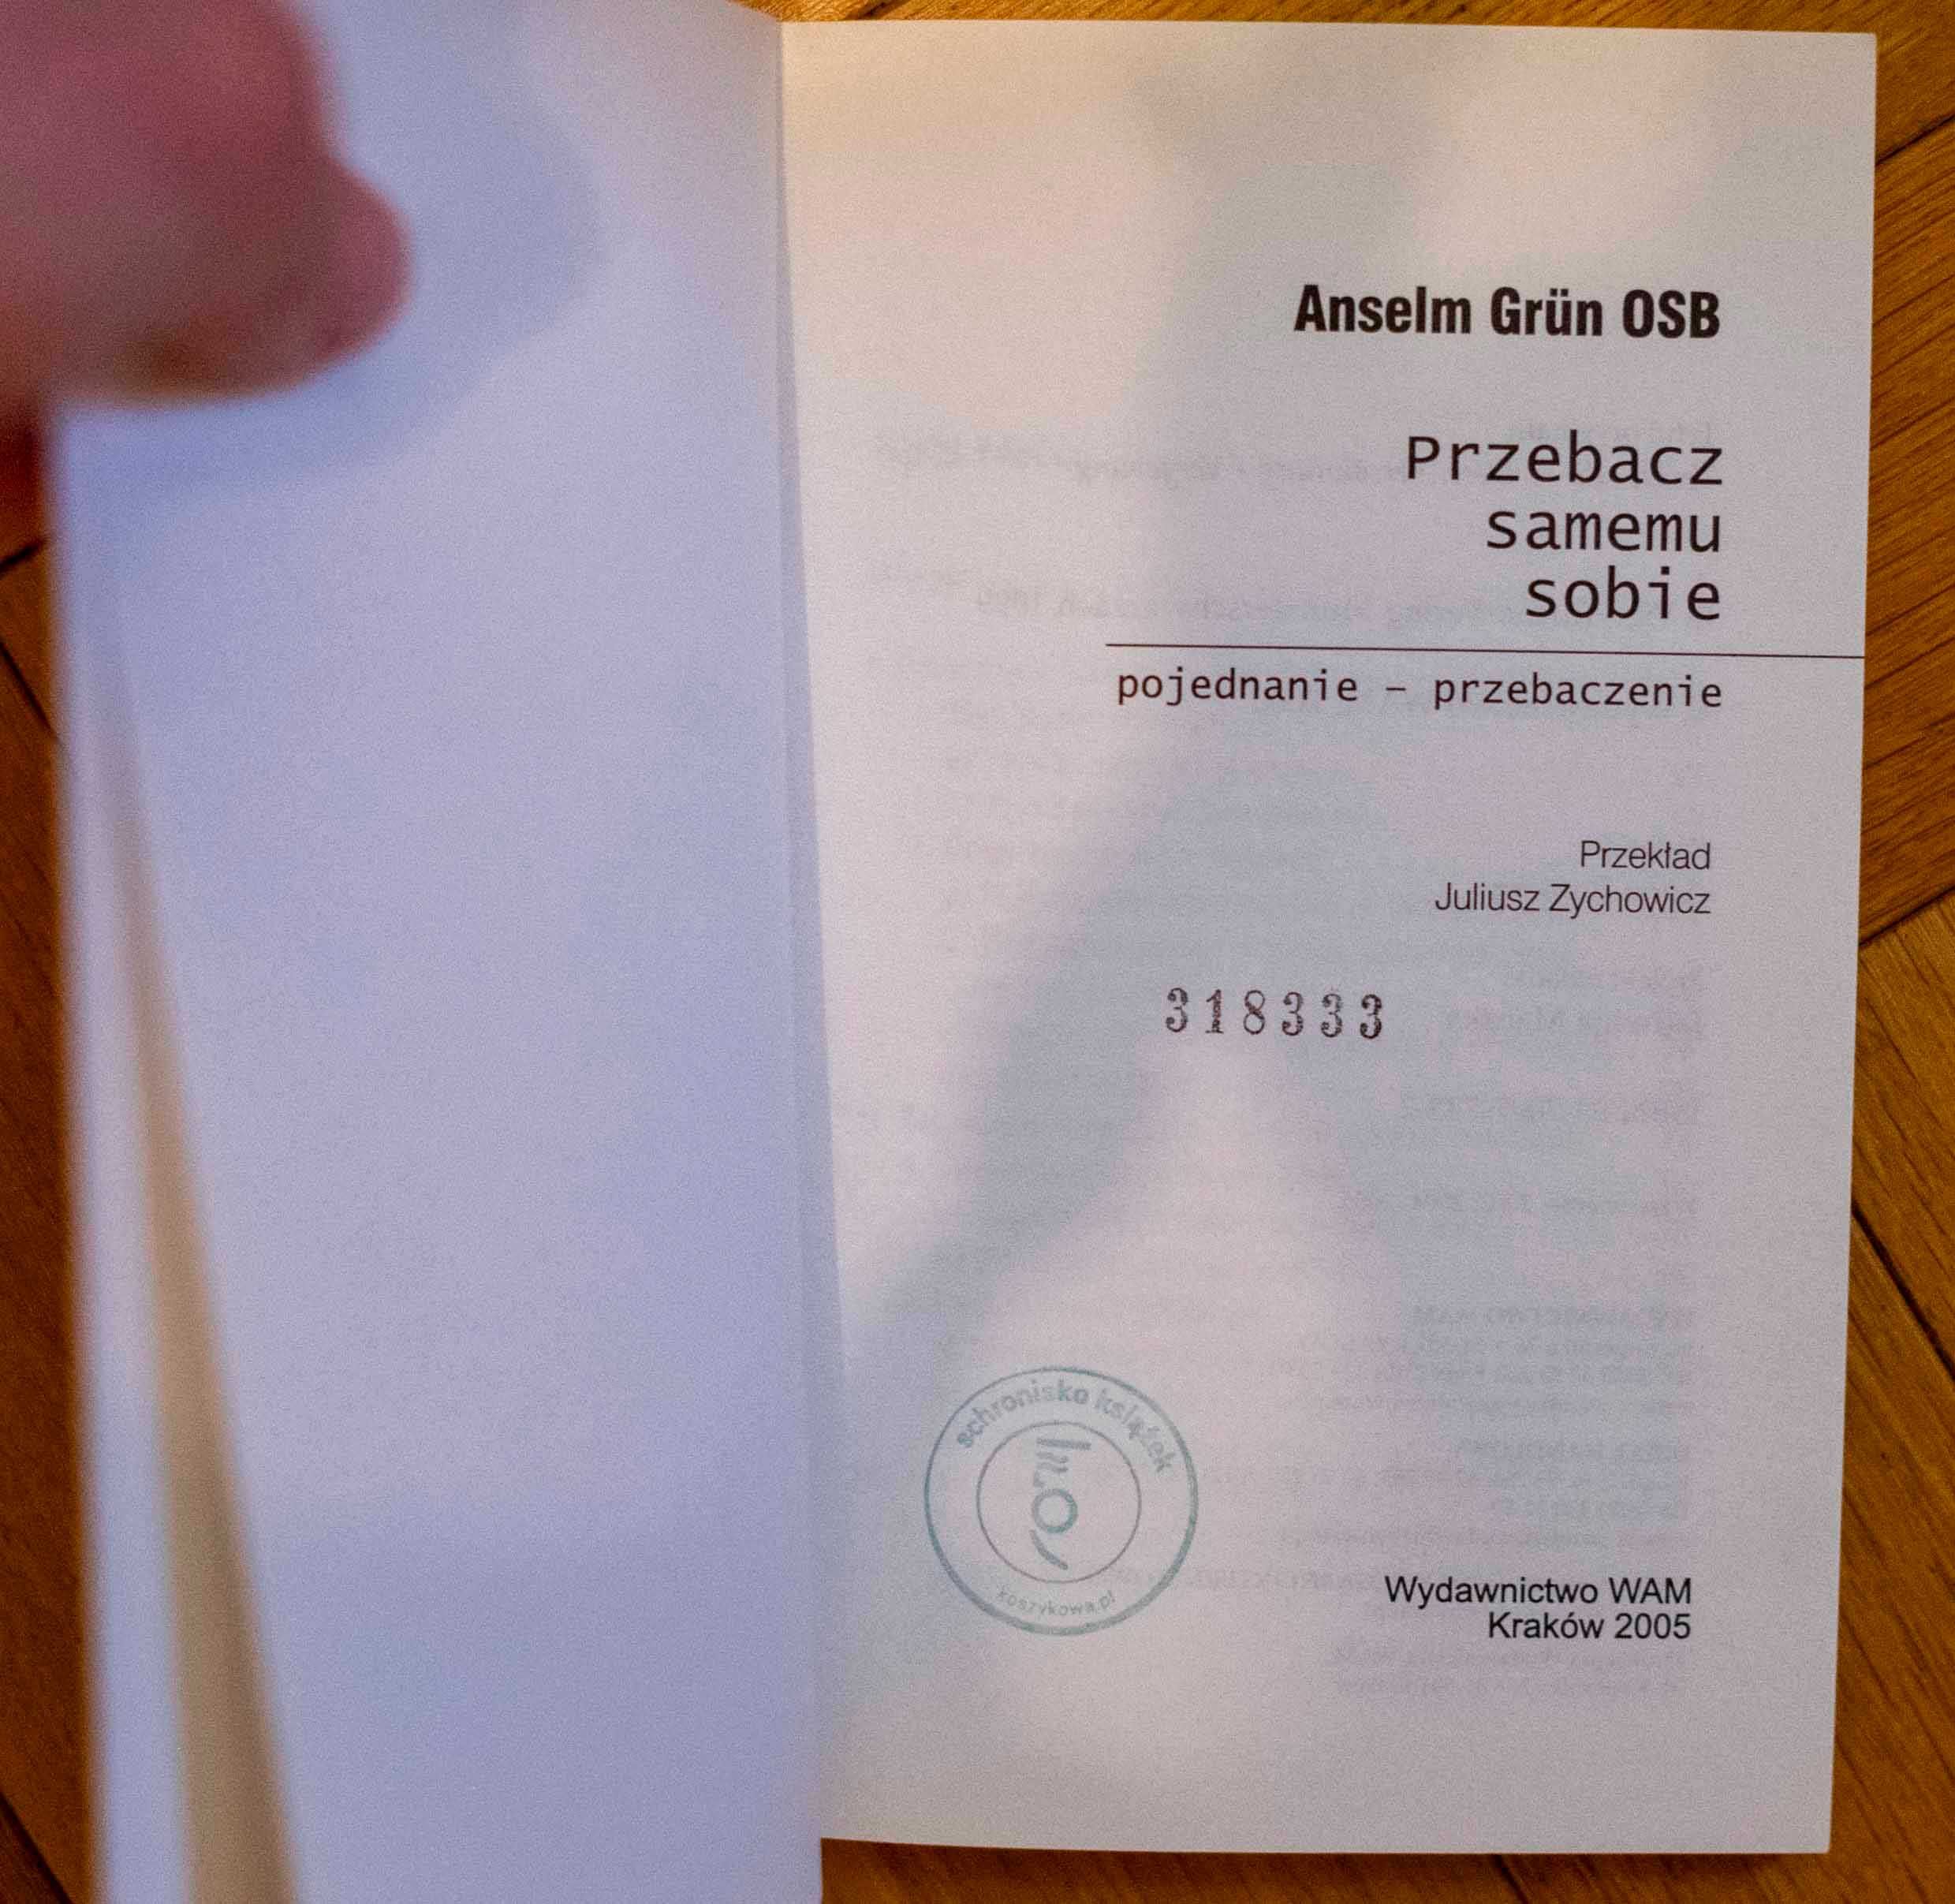 Anselm Grün OSB
Przebacz
samemu
sobie
pojednanie – przebaczenie
Przekład
Juliusz Zychowicz
318333
schronisko książek
koszykowa.pl
Wydawnictwo WAM
Kraków 2005